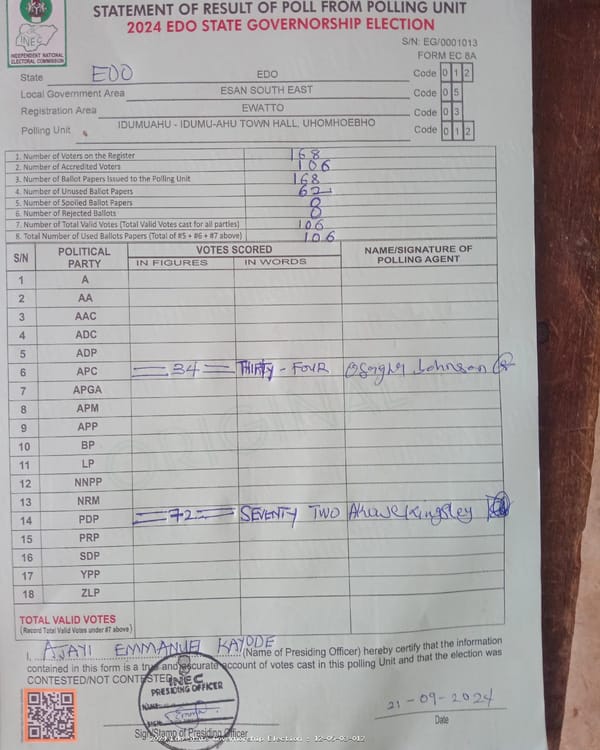 STATEMENT OF RESULT OF POLL FROM POLLING UNIT
2024 EDO STATE GOVERNORSHIP ELECTION
INEC
INDEPENDENT NATIONAL
ELECTORAL COMMISSION
S/N: EG/0001013
FORM EC 8A
State EDO EDO Code 0 1 2
Local Government Area ESAN SOUTH EAST Code 0 5
Registration Area EWATTO Code 0 3
Polling Unit IDUMUAHU - IDUMU-AHU TOWN HALL, UHOMHOEBHO Code 0 1 2
1. Number of Voters on the Register 168
2. Number of Accredited Voters 106
3. Number of Ballot Papers Issued to the Polling Unit 168
4. Number of Unused Ballot Papers 62
5. Number of Spoiled Ballot Papers 0
6. Number of Rejected Ballots 0
7. Number of Total Valid Votes (Total Valid Votes cast for all parties) 106
8. Total Number of Used Ballots Papers (Total of #5 + #6 + #7 above) 106
S/N POLITICAL PARTY VOTES SCORED NAME/SIGNATURE OF POLLING AGENT
IN FIGURES IN WORDS
1 A
2 AA
3 AAC
4 ADC
5 ADP
6 APC 34 THIRTY - FOUR Johnson
7 APGA
8 APM
9 APP
10 BP
11 LP
12 NNPP
13 NRM
14 PDP 72 SEVENTY TWO Kingsley
15 PRP
16 SDP
17 YPP
18 ZLP
ORIGINAL
TOTAL VALID VOTES
(Record Total Valid Votes under #7 above)
I, AJAYI EMMANUEL KAYODE (Name of Presiding Officer) hereby certify that the information
contained in this form is a true and accurate account of votes cast in this polling Unit and that the election was
CONTESTED/NOT CONTESTED
INEC
PRESIDING OFFICER
NAME:
SIGN:
21-09-2024
Sign/Stamp of Presiding Officer Date
2024 Edo State Governorship Election : 12-05-03-012